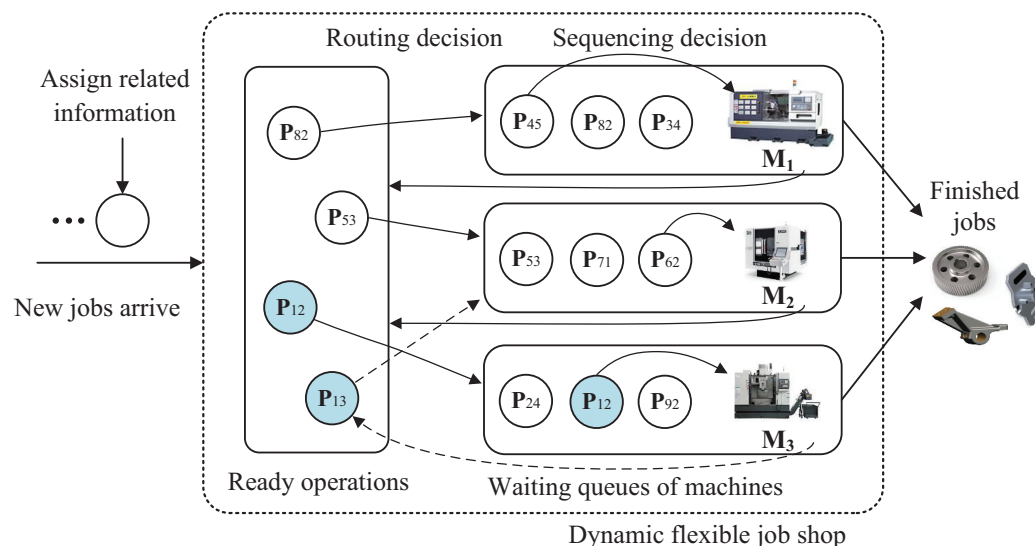 Routing decision
Sequencing decision
Assign related
information
P82
P45
P82
P34
M1
P53
Finished
jobs
•••
P53
P71
P62
M2
New jobs arrive
P12
P13
P24
P12
P92
M3
Ready operations
Waiting queues of machines
Dynamic flexible job shop